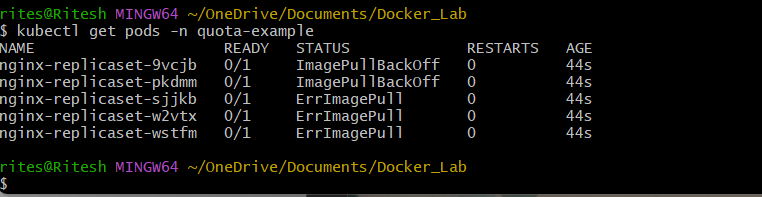 rites@Ritesh MINGW64 ~/OneDrive/Documents/Docker_Lab
$ kubectl get pods -n quota-example
NAME READY STATUS RESTARTS AGE
nginx-replicaset-9vcjb 0/1 ImagePullBackOff 0 44s
nginx-replicaset-pkdmm 0/1 ImagePullBackOff 0 44s
nginx-replicaset-sjjkb 0/1 ErrImagePull 0 44s
nginx-replicaset-w2vtx 0/1 ErrImagePull 0 44s
nginx-replicaset-wstfm 0/1 ErrImagePull 0 44s
rites@Ritesh MINGW64 ~/OneDrive/Documents/Docker_Lab
$